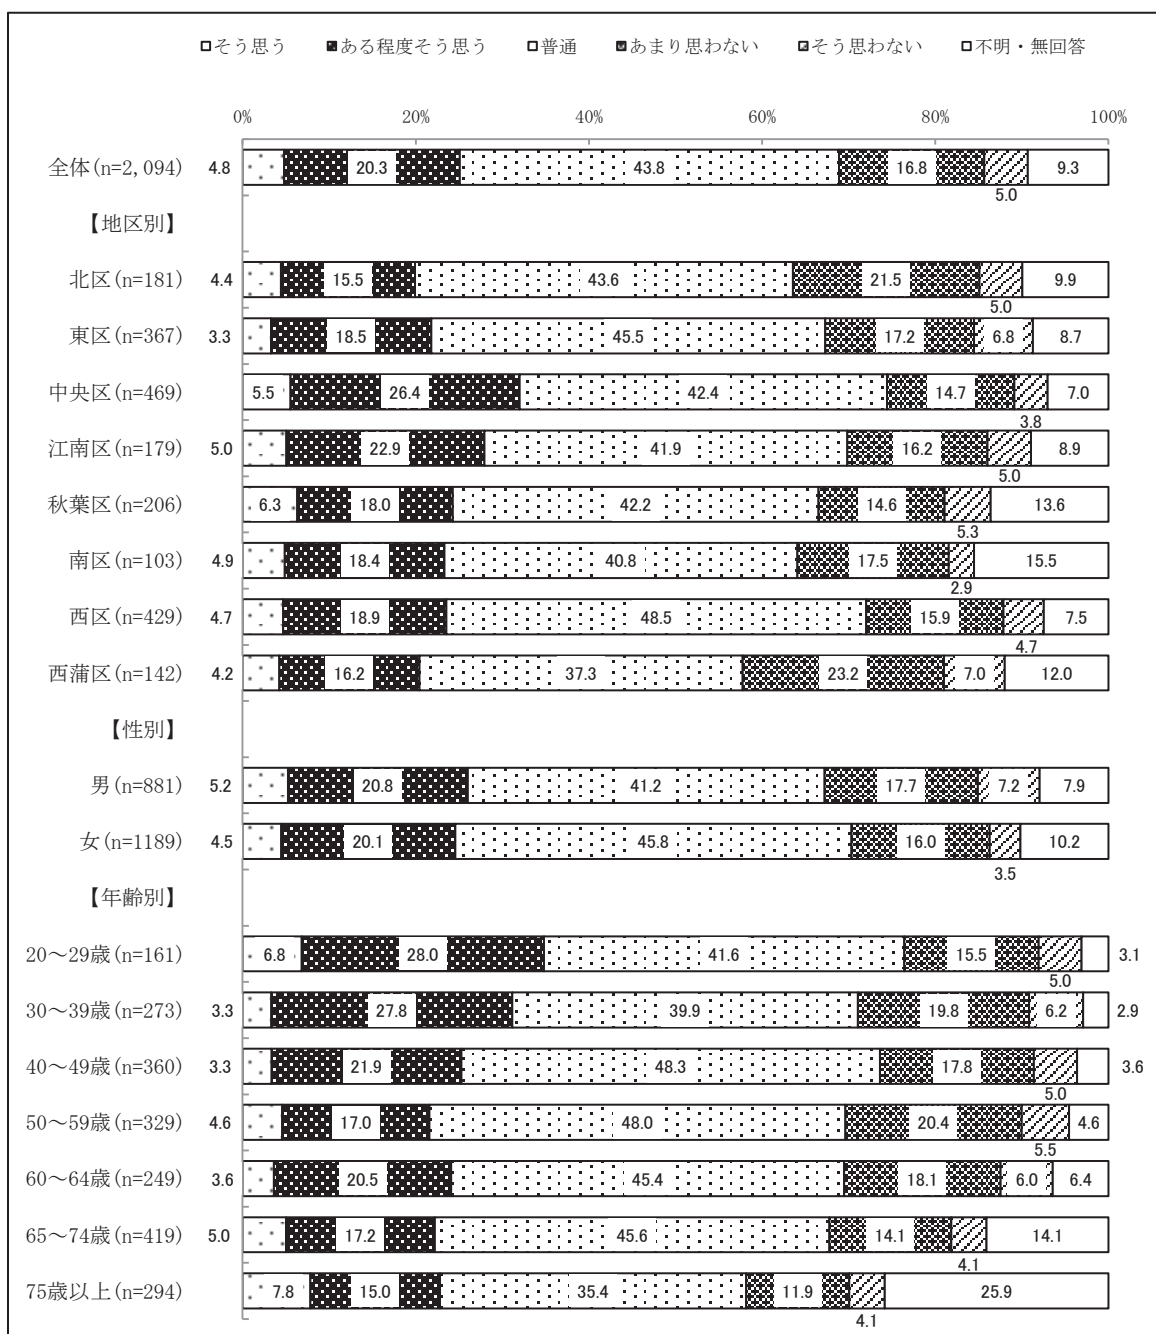 そう思う ある程度そう思う 普通 あまり思わない そう思わない 不明・無回答
0% 20% 40% 60% 80% 100%
全体(n=2,094) 4.8 20.3 43.8 16.8 5.0 9.3
【地区別】
北区(n=181) 4.4 15.5 43.6 21.5 5.0 9.9
東区(n=367) 3.3 18.5 45.5 17.2 6.8 8.7
中央区(n=469) 5.5 26.4 42.4 14.7 3.8 7.0
江南区(n=179) 5.0 22.9 41.9 16.2 5.0 8.9
秋葉区(n=206) 6.3 18.0 42.2 14.6 5.3 13.6
南区(n=103) 4.9 18.4 40.8 17.5 2.9 15.5
西区(n=429) 4.7 18.9 48.5 15.9 4.7 7.5
西蒲区(n=142) 4.2 16.2 37.3 23.2 7.0 12.0
【性別】
男(n=881) 5.2 20.8 41.2 17.7 7.2 7.9
女(n=1189) 4.5 20.1 45.8 16.0 3.5 10.2
【年齢別】
20～29歳(n=161) 6.8 28.0 41.6 15.5 5.0 3.1
30～39歳(n=273) 3.3 27.8 39.9 19.8 6.2 2.9
40～49歳(n=360) 3.3 21.9 48.3 17.8 5.0 3.6
50～59歳(n=329) 4.6 17.0 48.0 20.4 5.5 4.6
60～64歳(n=249) 3.6 20.5 45.4 18.1 6.0 6.4
65～74歳(n=419) 5.0 17.2 45.6 14.1 4.1 14.1
75歳以上(n=294) 7.8 15.0 35.4 11.9 4.1 25.9